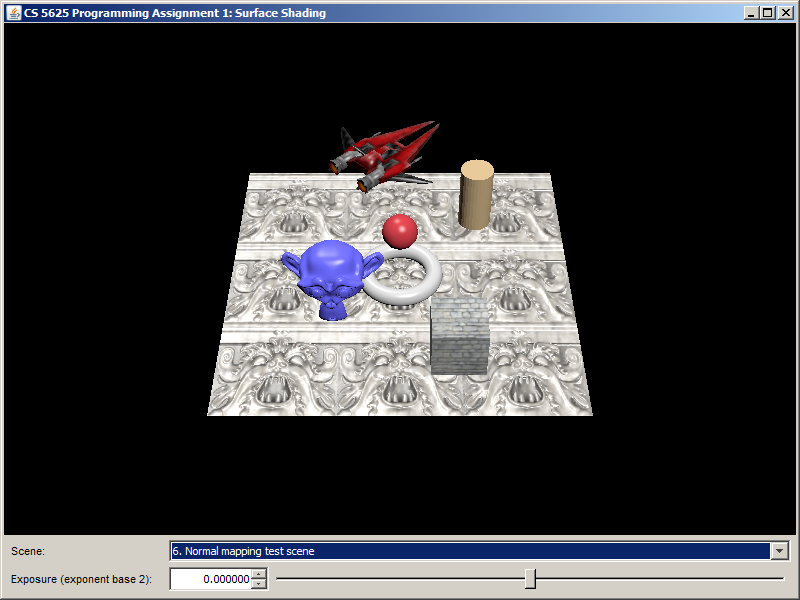 CS 5625 Programming Assignment 1: Surface Shading
Scene:
6. Normal mapping test scene
Exposure (exponent base 2):
0.000000